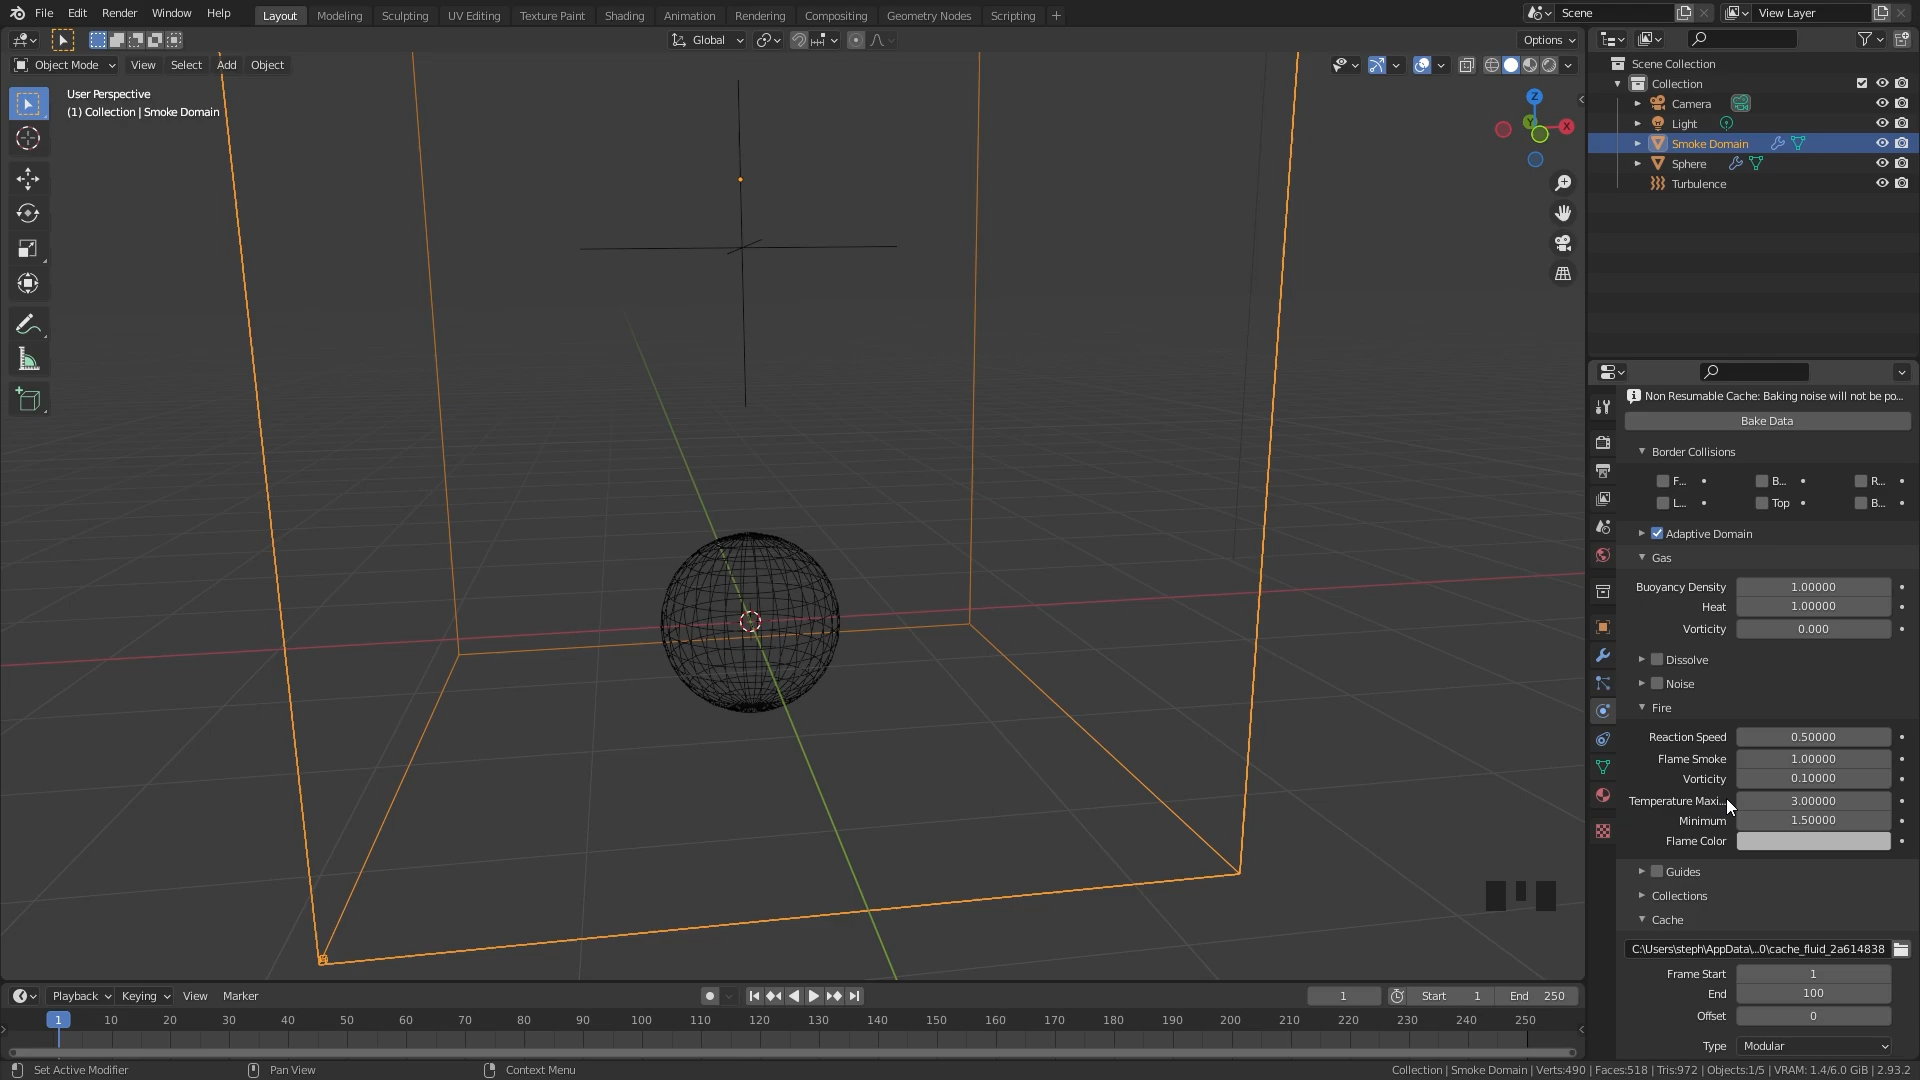 File Edit Render Window Help Layout Modeling Sculpting UV Editing Texture Paint Shading Animation Rendering Compositing Geometry Nodes Scripting + Scene View Layer
Global Options
Object Mode View Select Add Object
User Perspective
(1) Collection | Smoke Domain
Z
Y
X
Scene Collection
Collection
Camera
Light
Smoke Domain
Sphere
Turbulence
Non Resumable Cache: Baking noise will not be po...
Bake Data
Border Collisions
F... B... R...
L... Top B...
Adaptive Domain
Gas
Buoyancy Density 1.00000
Heat 1.00000
Vorticity 0.000
Dissolve
Noise
Fire
Reaction Speed 0.50000
Flame Smoke 1.00000
Vorticity 0.10000
Temperature Maxi... 3.00000
Minimum 1.50000
Flame Color
Guides
Collections
Cache
C:\Users\steph\AppData\...0\cache_fluid_2a614838
Frame Start 1
End 100
Offset 0
Type Modular
Playback Keying View Marker 1 Start 1 End 250
1 10 20 30 40 50 60 70 80 90 100 110 120 130 140 150 160 170 180 190 200 210 220 230 240 250
Set Active Modifier Pan View Context Menu Collection | Smoke Domain | Verts:490 | Faces:518 | Tris:972 | Objects:1/5 | VRAM: 1.4/6.0 GiB | 2.93.2